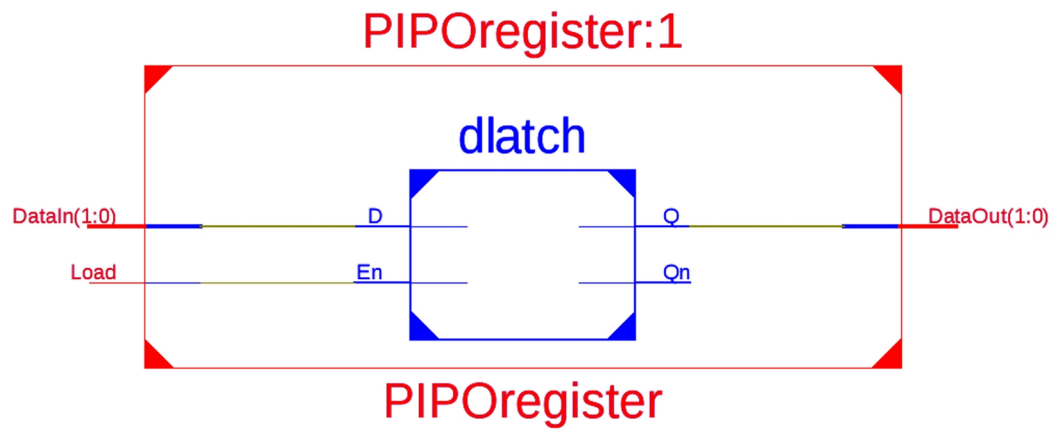 PIPOregister:1
dlatch
DataIn(1:0)
D
Q
DataOut(1:0)
Load
En
Qn
PIPOregister